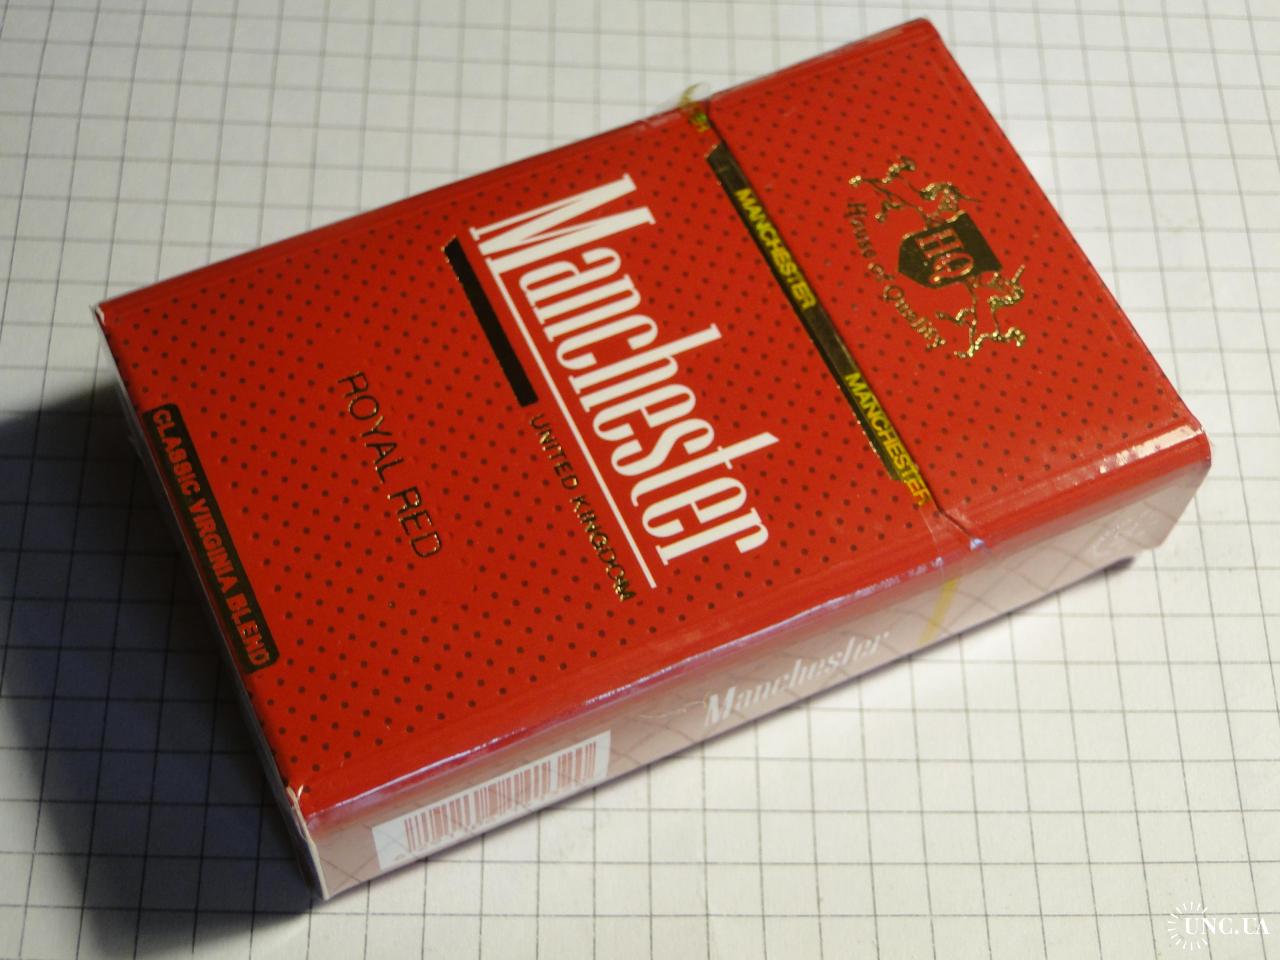 HQ
House of Quality
MANCHESTER MANCHESTER
Manchester
UNITED KINGDOM
ROYAL RED
CLASSIC VIRGINIA BLEND
Manchester
UNC.UA